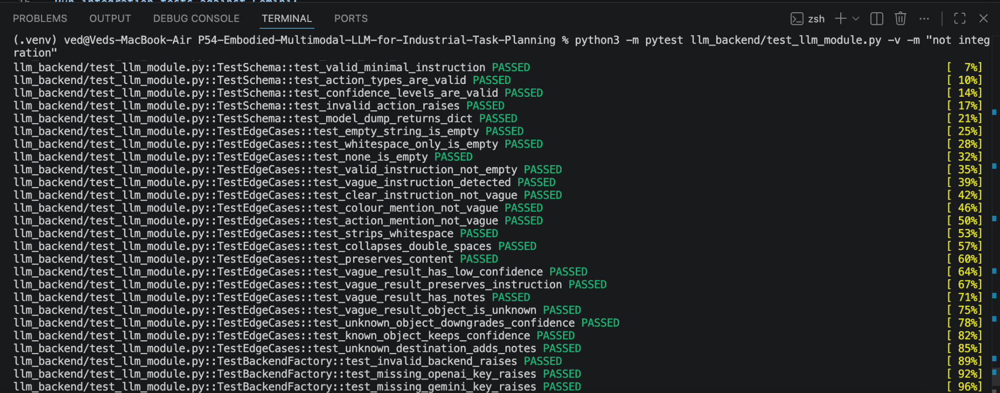 Run integration tests against Gemini:
PROBLEMS OUTPUT DEBUG CONSOLE TERMINAL PORTS zsh
(.venv) ved@Veds-MacBook-Air P54-Embodied-Multimodal-LLM-for-Industrial-Task-Planning % python3 -m pytest llm_backend/test_llm_module.py -v -m "not integ
ration"
llm_backend/test_llm_module.py::TestSchema::test_valid_minimal_instruction PASSED [  7%]
llm_backend/test_llm_module.py::TestSchema::test_action_types_are_valid PASSED [ 10%]
llm_backend/test_llm_module.py::TestSchema::test_confidence_levels_are_valid PASSED [ 14%]
llm_backend/test_llm_module.py::TestSchema::test_invalid_action_raises PASSED [ 17%]
llm_backend/test_llm_module.py::TestSchema::test_model_dump_returns_dict PASSED [ 21%]
llm_backend/test_llm_module.py::TestEdgeCases::test_empty_string_is_empty PASSED [ 25%]
llm_backend/test_llm_module.py::TestEdgeCases::test_whitespace_only_is_empty PASSED [ 28%]
llm_backend/test_llm_module.py::TestEdgeCases::test_none_is_empty PASSED [ 32%]
llm_backend/test_llm_module.py::TestEdgeCases::test_valid_instruction_not_empty PASSED [ 35%]
llm_backend/test_llm_module.py::TestEdgeCases::test_vague_instruction_detected PASSED [ 39%]
llm_backend/test_llm_module.py::TestEdgeCases::test_clear_instruction_not_vague PASSED [ 42%]
llm_backend/test_llm_module.py::TestEdgeCases::test_colour_mention_not_vague PASSED [ 46%]
llm_backend/test_llm_module.py::TestEdgeCases::test_action_mention_not_vague PASSED [ 50%]
llm_backend/test_llm_module.py::TestEdgeCases::test_strips_whitespace PASSED [ 53%]
llm_backend/test_llm_module.py::TestEdgeCases::test_collapses_double_spaces PASSED [ 57%]
llm_backend/test_llm_module.py::TestEdgeCases::test_preserves_content PASSED [ 60%]
llm_backend/test_llm_module.py::TestEdgeCases::test_vague_result_has_low_confidence PASSED [ 64%]
llm_backend/test_llm_module.py::TestEdgeCases::test_vague_result_preserves_instruction PASSED [ 67%]
llm_backend/test_llm_module.py::TestEdgeCases::test_vague_result_has_notes PASSED [ 71%]
llm_backend/test_llm_module.py::TestEdgeCases::test_vague_result_object_is_unknown PASSED [ 75%]
llm_backend/test_llm_module.py::TestEdgeCases::test_unknown_object_downgrades_confidence PASSED [ 78%]
llm_backend/test_llm_module.py::TestEdgeCases::test_known_object_keeps_confidence PASSED [ 82%]
llm_backend/test_llm_module.py::TestEdgeCases::test_unknown_destination_adds_notes PASSED [ 85%]
llm_backend/test_llm_module.py::TestBackendFactory::test_invalid_backend_raises PASSED [ 89%]
llm_backend/test_llm_module.py::TestBackendFactory::test_missing_openai_key_raises PASSED [ 92%]
llm_backend/test_llm_module.py::TestBackendFactory::test_missing_gemini_key_raises PASSED [ 96%]